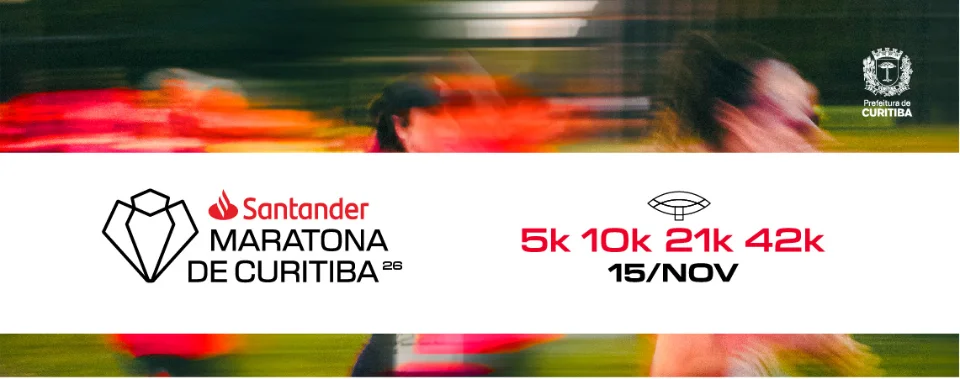 Prefeitura de
CURITIBA
Santander
MARATONA
DE CURITIBA 26
5k 10k 21k 42k
15/NOV